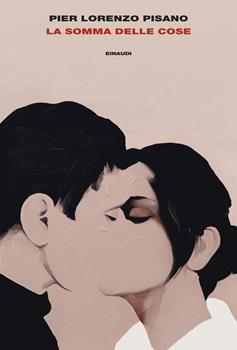 PIER LORENZO PISANO
LA SOMMA DELLE COSE
EINAUDI